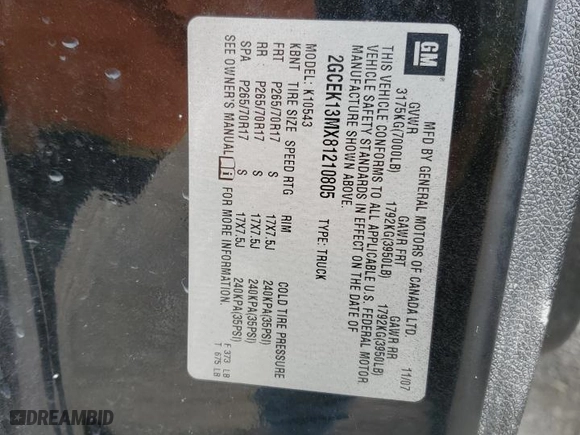 GM
MFD BY GENERAL MOTORS OF CANADA LTD.
11/07
GVWR GAWR FRT GAWR RR
3175KG(7000LB) 1792KG(3950LB) 1792KG(3950LB)
THIS VEHICLE CONFORMS TO ALL APPLICABLE U.S. FEDERAL MOTOR
VEHICLE SAFETY STANDARDS IN EFFECT ON THE DATE OF
MANUFACTURE SHOWN ABOVE.
2GCEK13MX81210805 TYPE: TRUCK
MODEL: K10543
KBNT TIRE SIZE SPEED RTG RIM COLD TIRE PRESSURE
FRT P265/70R17 S 17X7.5J 240KPA(35PSI)
RR: P265/70R17 S 17X7.5J 240KPA(35PSI)
SPA P265/70R17 S 17X7.5J 240KPA(35PSI)
SEE OWNER'S MANUAL i FOR MORE INFORMATION.
F 373 LB
T 675 LB
DREAMBID